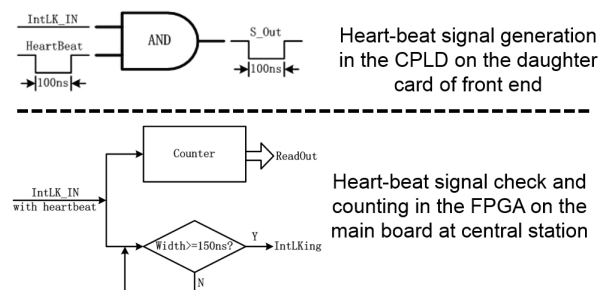 IntLK_IN
HeartBeat
AND
S_Out
100ns
100ns
Heart-beat signal generation
in the CPLD on the daughter
card of front end
Counter
ReadOut
IntLK_IN
with heartbeat
Width>=150ns?
Y
IntLKing
N
Heart-beat signal check and
counting in the FPGA on the
main board at central station